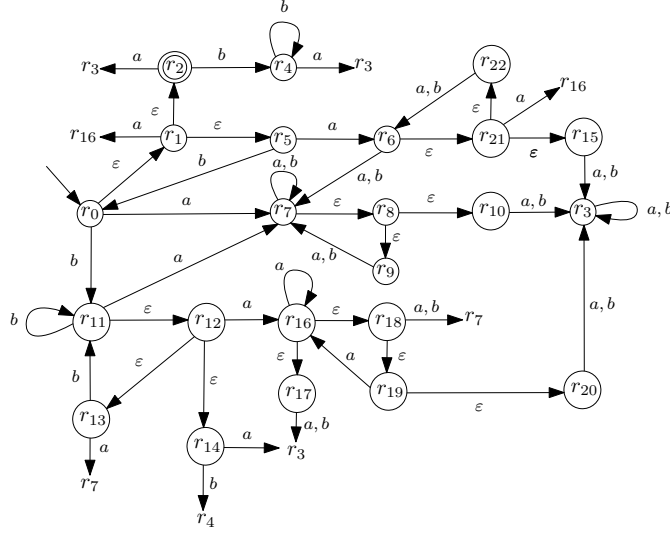 b
r3 a r2 b r4 a r3 r22 r16
a, b
ε ε a
r16 a r1 ε r5 a r6 ε r21 ε r15
ε b a, b a, b a, b
r0 a r7 ε r8 ε r10 a, b r3 a, b
ε
b a a, b r9
a
b r11 ε r12 a r16 ε r18 a, b r7 a, b
ε ε a ε
b ε r17 r19 ε r20
r13 a, b
a r14 a r3
r7 b
r4